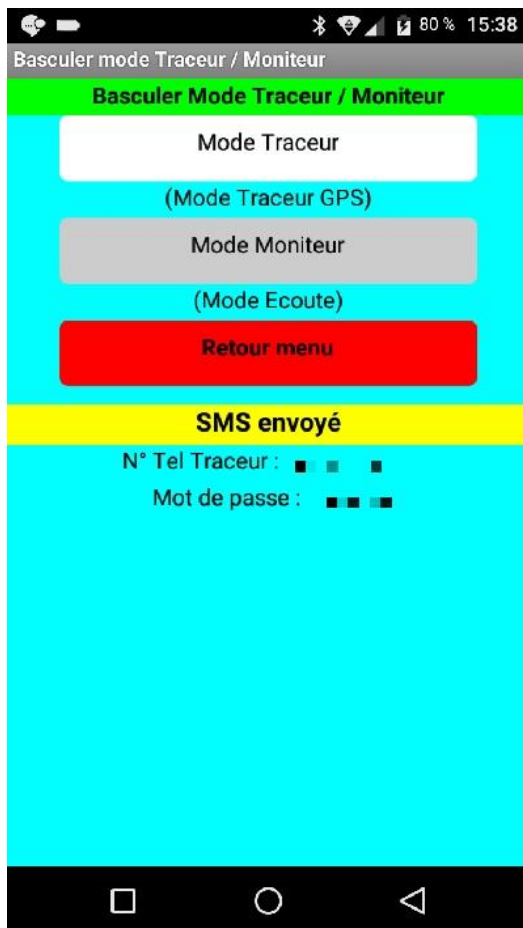 80 % 15:38
Basculer mode Traceur / Moniteur
Basculer Mode Traceur / Moniteur
Mode Traceur
(Mode Traceur GPS)
Mode Moniteur
(Mode Ecoute)
Retour menu
SMS envoyé
N° Tel Traceur :
Mot de passe :